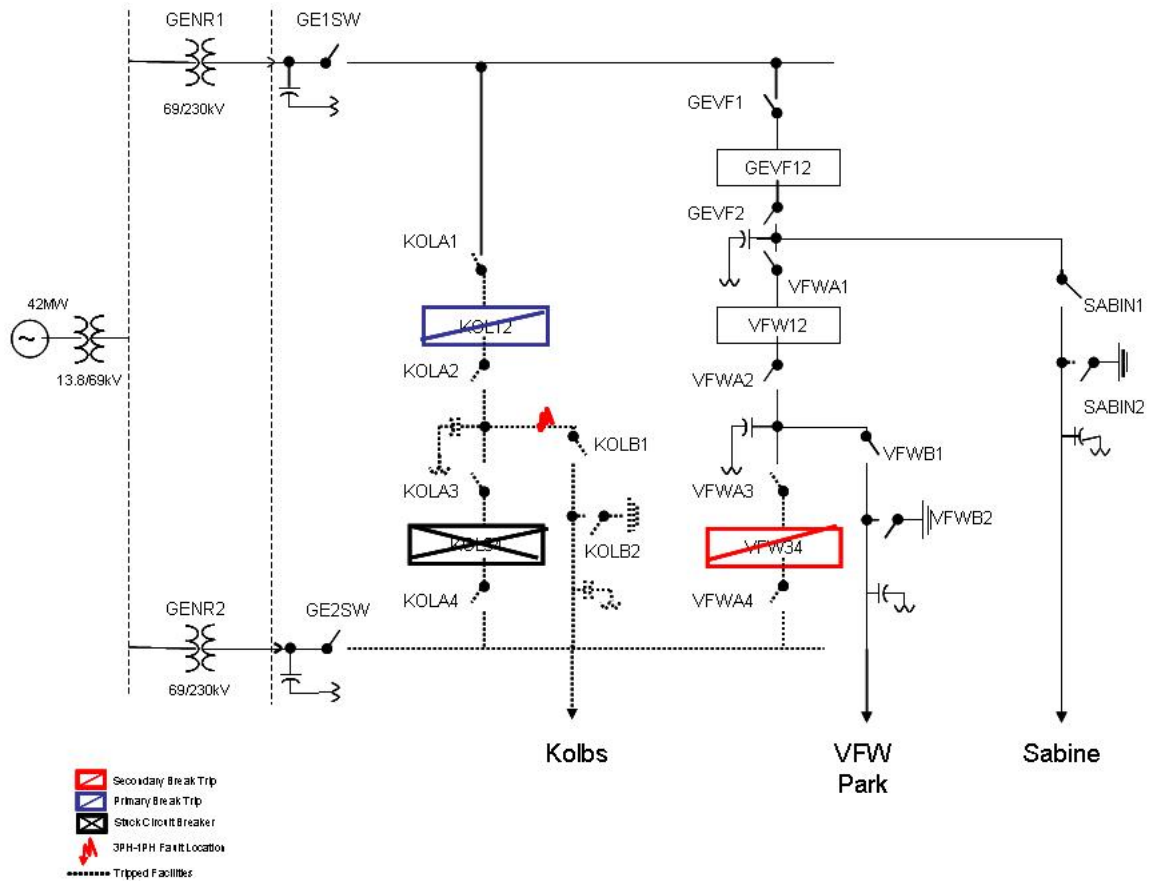 GENR1
GE1SW
69/230kV
GEVF1
GEVF12
GEVF2
KOLA1
VFWA1
42MW
~
KOL12
VFW12
SABIN1
13.8/69kV
KOLA2
VFWA2
SABIN2
KOLB1
VFWB1
KOLA3
VFWA3
VFWB2
VFW34
KOLB2
KOLA4
VFWA4
GENR2
GE2SW
69/230kV
Kolbs
VFW
Park
Sabine
Secondary Break Trip
Primary Break Trip
Stuck Circuit Breaker
3PH-1PH Fault Location
Tripped Facilities